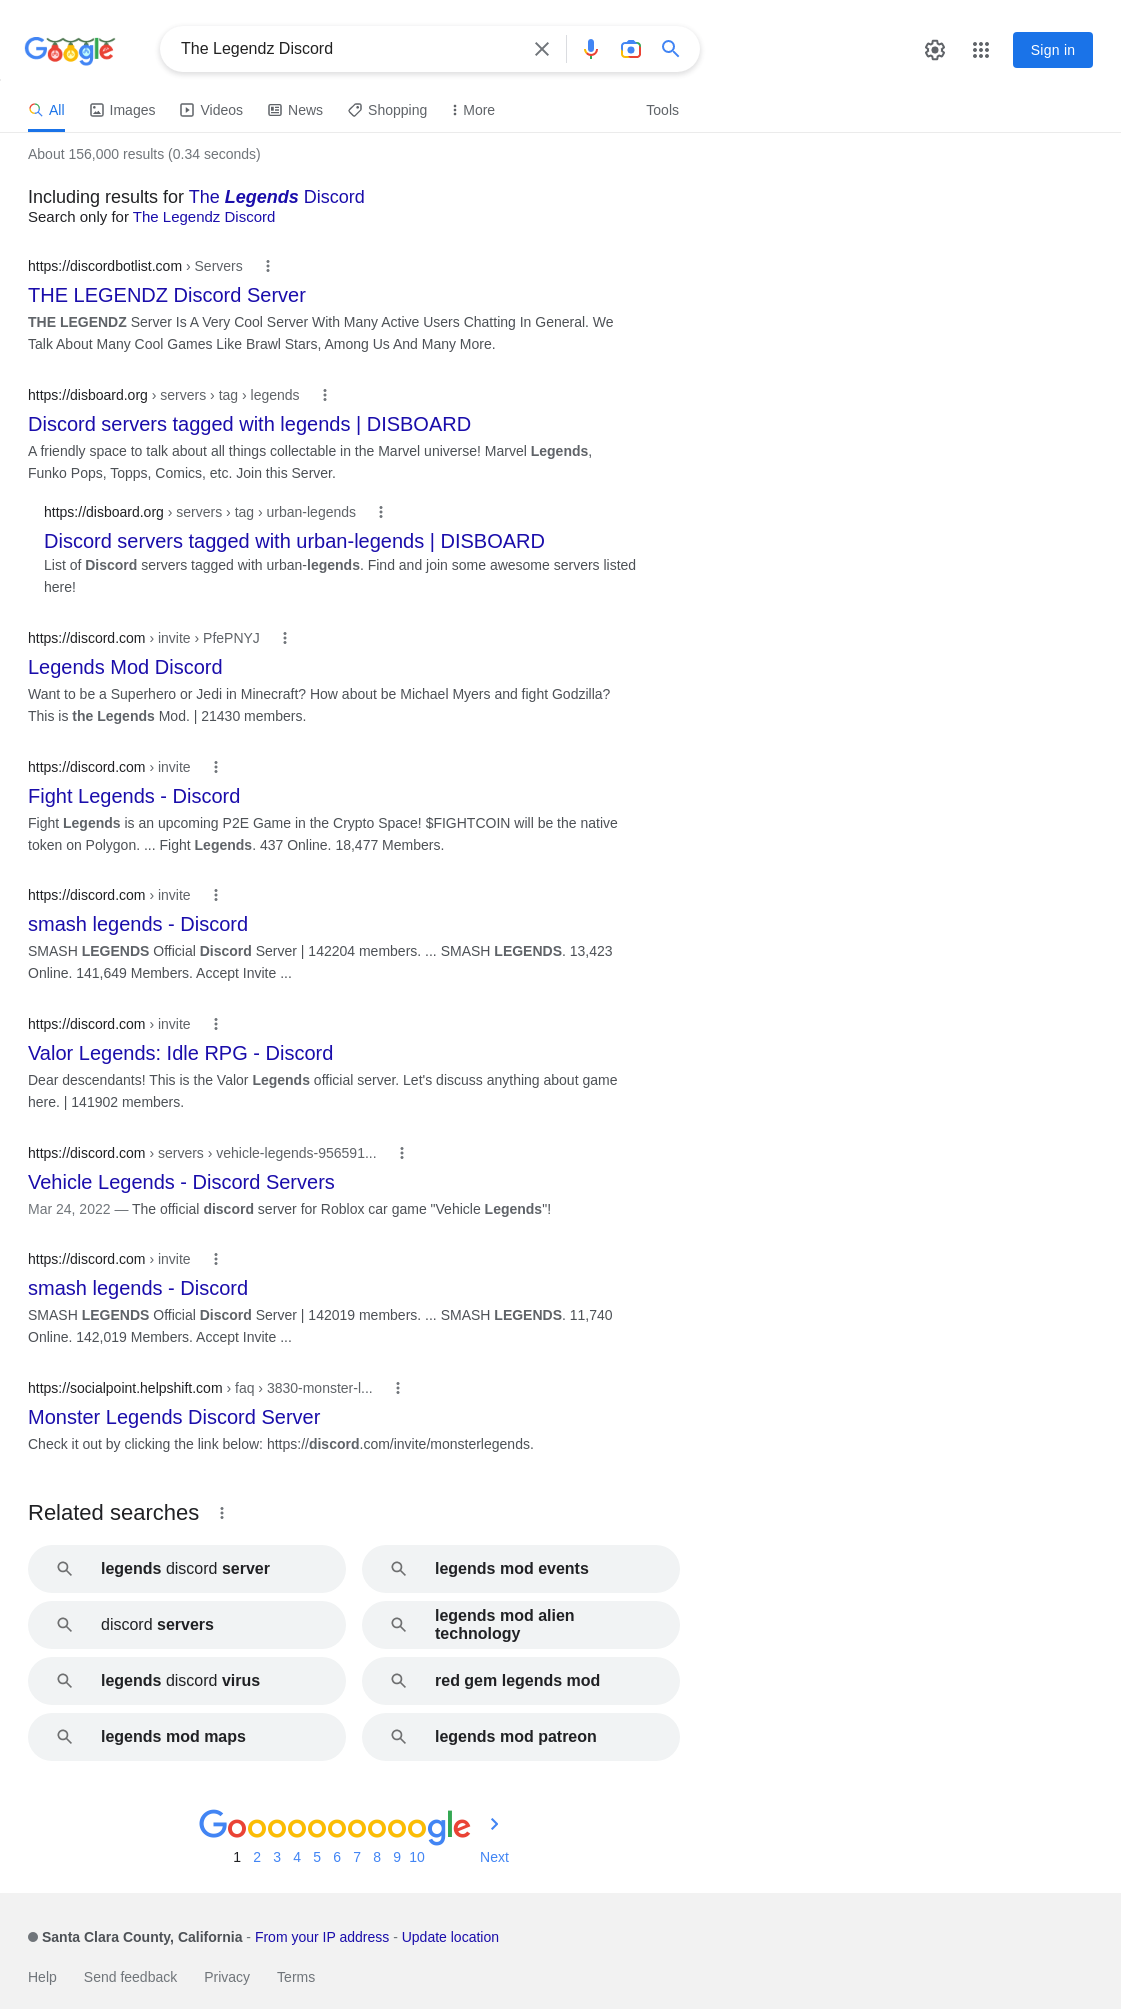 Google
The Legendz Discord
Sign in
All
Images
Videos
News
Shopping
More
Tools
About 156,000 results (0.34 seconds)
Including results for The Legends Discord
Search only for The Legendz Discord
https://discordbotlist.com › Servers
THE LEGENDZ Discord Server
THE LEGENDZ Server Is A Very Cool Server With Many Active Users Chatting In General. We
Talk About Many Cool Games Like Brawl Stars, Among Us And Many More.
https://disboard.org › servers › tag › legends
Discord servers tagged with legends | DISBOARD
A friendly space to talk about all things collectable in the Marvel universe! Marvel Legends,
Funko Pops, Topps, Comics, etc. Join this Server.
https://disboard.org › servers › tag › urban-legends
Discord servers tagged with urban-legends | DISBOARD
List of Discord servers tagged with urban-legends. Find and join some awesome servers listed
here!
https://discord.com › invite › PfePNYJ
Legends Mod Discord
Want to be a Superhero or Jedi in Minecraft? How about be Michael Myers and fight Godzilla?
This is the Legends Mod. | 21430 members.
https://discord.com › invite
Fight Legends - Discord
Fight Legends is an upcoming P2E Game in the Crypto Space! $FIGHTCOIN will be the native
token on Polygon. ... Fight Legends. 437 Online. 18,477 Members.
https://discord.com › invite
smash legends - Discord
SMASH LEGENDS Official Discord Server | 142204 members. ... SMASH LEGENDS. 13,423
Online. 141,649 Members. Accept Invite ...
https://discord.com › invite
Valor Legends: Idle RPG - Discord
Dear descendants! This is the Valor Legends official server. Let's discuss anything about game
here. | 141902 members.
https://discord.com › servers › vehicle-legends-956591...
Vehicle Legends - Discord Servers
Mar 24, 2022 — The official discord server for Roblox car game "Vehicle Legends"!
https://discord.com › invite
smash legends - Discord
SMASH LEGENDS Official Discord Server | 142019 members. ... SMASH LEGENDS. 11,740
Online. 142,019 Members. Accept Invite ...
https://socialpoint.helpshift.com › faq › 3830-monster-l...
Monster Legends Discord Server
Check it out by clicking the link below: https://discord.com/invite/monsterlegends.
Related searches
legends discord server
legends mod events
discord servers
legends mod alien
technology
legends discord virus
red gem legends mod
legends mod maps
legends mod patreon
Goooooooooogle
1 2 3 4 5 6 7 8 9 10 Next
Santa Clara County, California - From your IP address - Update location
Help Send feedback Privacy Terms